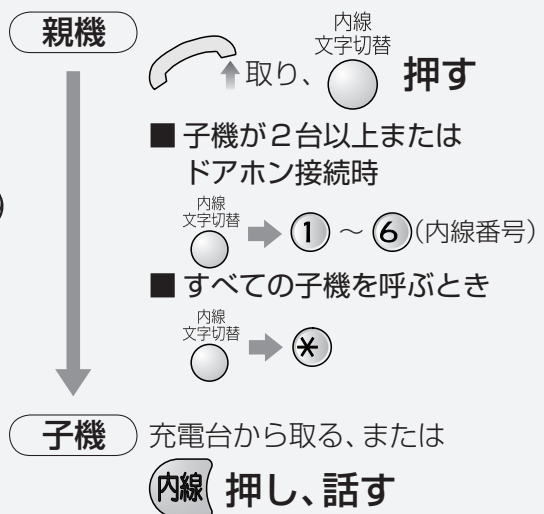 親機
内線
文字切替
取り、 押す
■ 子機が2台以上または
ドアホン接続時
内線
文字切替
1 ～ 6 (内線番号)
■ すべての子機を呼ぶとき
内線
文字切替
*
子機 充電台から取る、または
内線 押し、話す